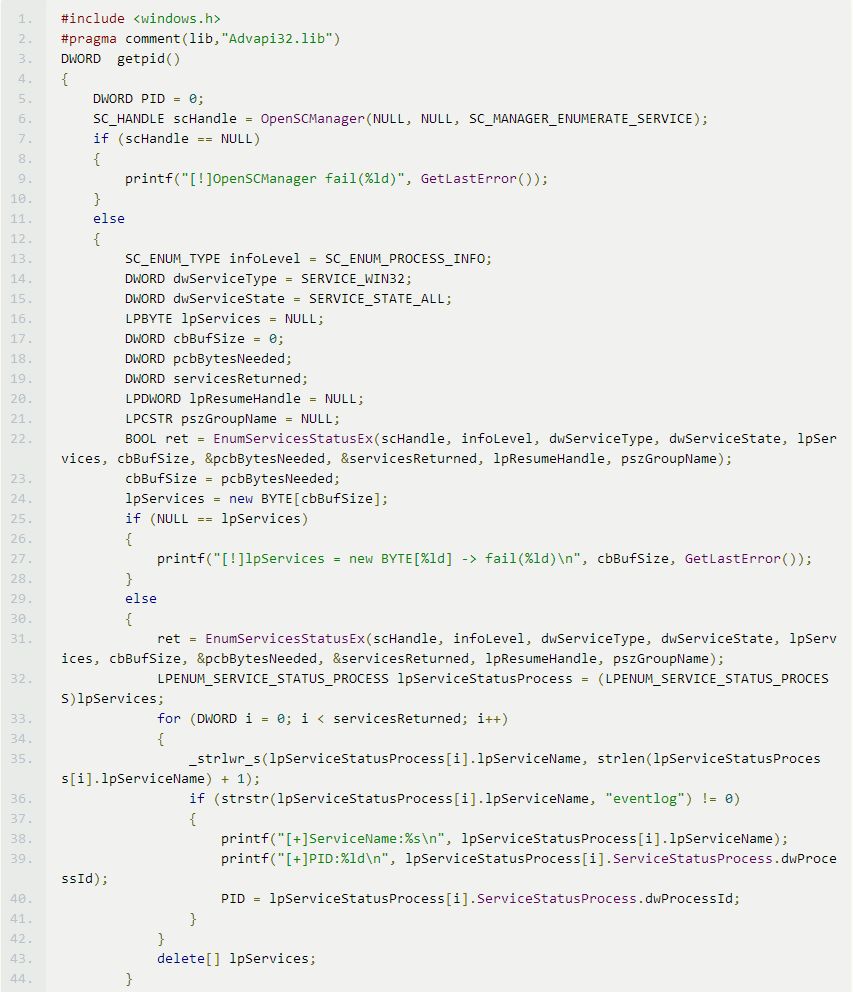 1. #include <windows.h>
2. #pragma comment(lib,"Advapi32.lib")
3. DWORD  getpid()
4. {
5.     DWORD PID = 0;
6.     SC_HANDLE scHandle = OpenSCManager(NULL, NULL, SC_MANAGER_ENUMERATE_SERVICE);
7.     if (scHandle == NULL)
8.     {
9.         printf("[!]OpenSCManager fail(%ld)", GetLastError());
10.     }
11.     else
12.     {
13.         SC_ENUM_TYPE infoLevel = SC_ENUM_PROCESS_INFO;
14.         DWORD dwServiceType = SERVICE_WIN32;
15.         DWORD dwServiceState = SERVICE_STATE_ALL;
16.         LPBYTE lpServices = NULL;
17.         DWORD cbBufSize = 0;
18.         DWORD pcbBytesNeeded;
19.         DWORD servicesReturned;
20.         LPDWORD lpResumeHandle = NULL;
21.         LPCSTR pszGroupName = NULL;
22.         BOOL ret = EnumServicesStatusEx(scHandle, infoLevel, dwServiceType, dwServiceState, lpSer
vices, cbBufSize, &pcbBytesNeeded, &servicesReturned, lpResumeHandle, pszGroupName);
23.         cbBufSize = pcbBytesNeeded;
24.         lpServices = new BYTE[cbBufSize];
25.         if (NULL == lpServices)
26.         {
27.             printf("[!]lpServices = new BYTE[%ld] -> fail(%ld)\n", cbBufSize, GetLastError());
28.         }
29.         else
30.         {
31.             ret = EnumServicesStatusEx(scHandle, infoLevel, dwServiceType, dwServiceState, lpServ
ices, cbBufSize, &pcbBytesNeeded, &servicesReturned, lpResumeHandle, pszGroupName);
32.             LPENUM_SERVICE_STATUS_PROCESS lpServiceStatusProcess = (LPENUM_SERVICE_STATUS_PROCES
S)lpServices;
33.             for (DWORD i = 0; i < servicesReturned; i++)
34.             {
35.                 _strlwr_s(lpServiceStatusProcess[i].lpServiceName, strlen(lpServiceStatusProces
s[i].lpServiceName) + 1);
36.                 if (strstr(lpServiceStatusProcess[i].lpServiceName, "eventlog") != 0)
37.                 {
38.                     printf("[+]ServiceName:%s\n", lpServiceStatusProcess[i].lpServiceName);
39.                     printf("[+]PID:%ld\n", lpServiceStatusProcess[i].ServiceStatusProcess.dwProce
ssId);
40.                     PID = lpServiceStatusProcess[i].ServiceStatusProcess.dwProcessId;
41.                 }
42.             }
43.             delete[] lpServices;
44.         }